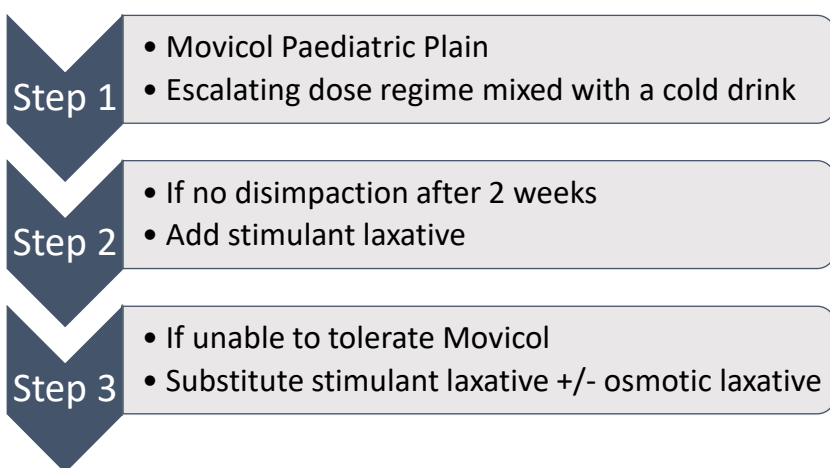 Step 1
• Movicol Paediatric Plain
• Escalating dose regime mixed with a cold drink
Step 2
• If no disimpaction after 2 weeks
• Add stimulant laxative
Step 3
• If unable to tolerate Movicol
• Substitute stimulant laxative +/- osmotic laxative